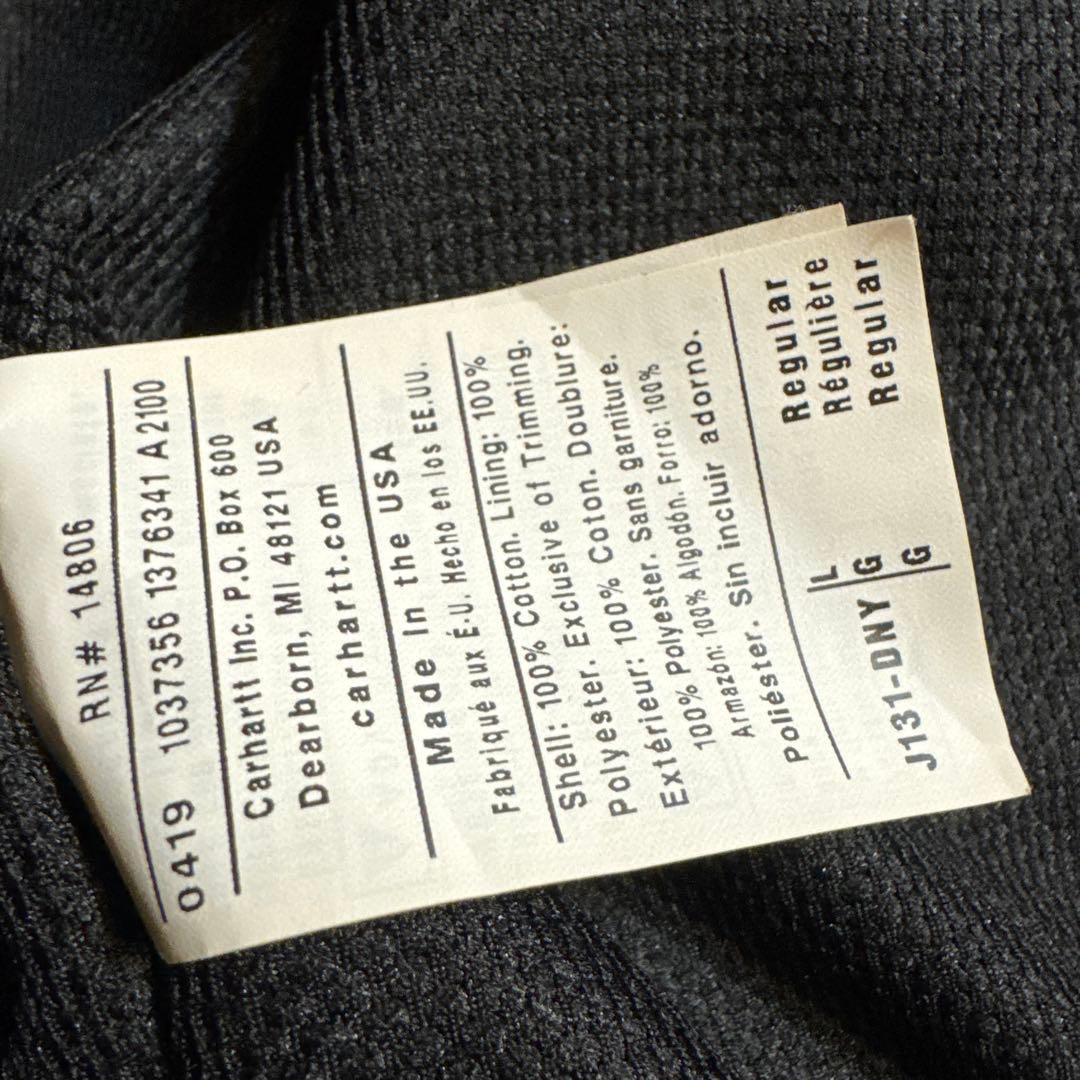 RN# 14806
0419 1037356 1376341 A 2100
Carhartt Inc. P.O. Box 600
Dearborn, MI 48121 USA
carhartt.com
Made In the USA
Fabriqué aux É-U. Hecho en los EE.UU.
Shell: 100% Cotton. Lining: 100%
Polyester. Exclusive of Trimming.
Extérieur: 100% Coton. Doublure:
100% Polyester. Sans garniture.
Armazón: 100% Algodón. Forro: 100%
Poliéster. Sin incluir adorno.
L Regular
G Régulière
J131-DNY G Regular